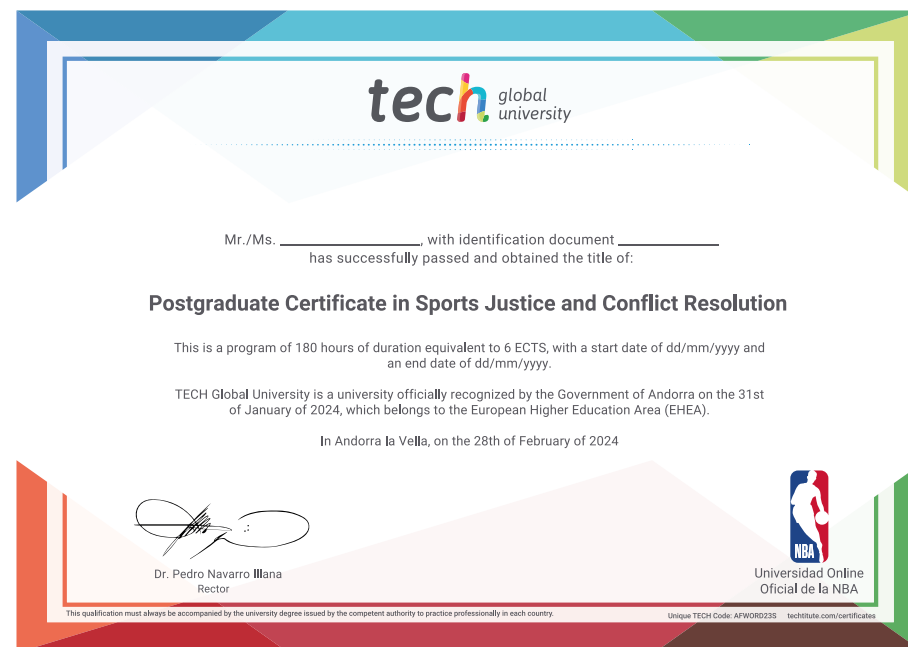 tech global university
Mr./Ms. ____________________, with identification document ______________
has successfully passed and obtained the title of:
Postgraduate Certificate in Sports Justice and Conflict Resolution
This is a program of 180 hours of duration equivalent to 6 ECTS, with a start date of dd/mm/yyyy and
an end date of dd/mm/yyyy.
TECH Global University is a university officially recognized by the Government of Andorra on the 31st
of January of 2024, which belongs to the European Higher Education Area (EHEA).
In Andorra la Vella, on the 28th of February of 2024
NBA
Dr. Pedro Navarro Illana
Rector
Universidad Online
Oficial de la NBA
This qualification must always be accompanied by the university degree issued by the competent authority to practice professionally in each country.
Unique TECH Code: AFWORD23S techtitute.com/certificates